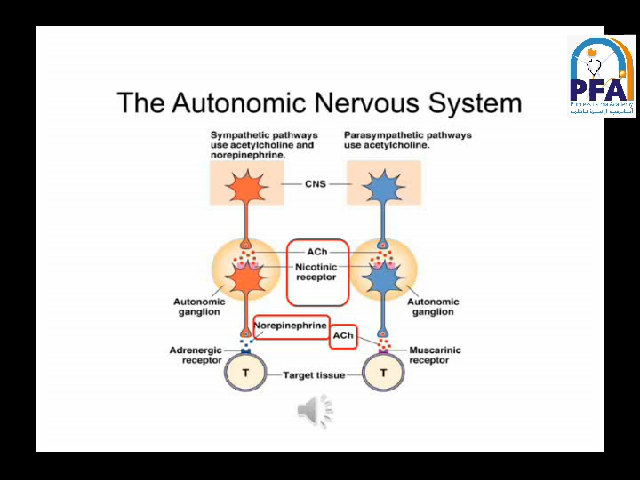 PFA
The Autonomic Nervous System
Sympathetic pathways
use acetylcholine and
norepinephrine.
Parasympathetic pathways
use acetylcholine.
CNS
ACh
Nicotinic
receptor
Autonomic
ganglion
Autonomic
ganglion
Norepinephrine
ACh
Adrenergic
receptor
Muscarinic
receptor
T
Target tissue
T